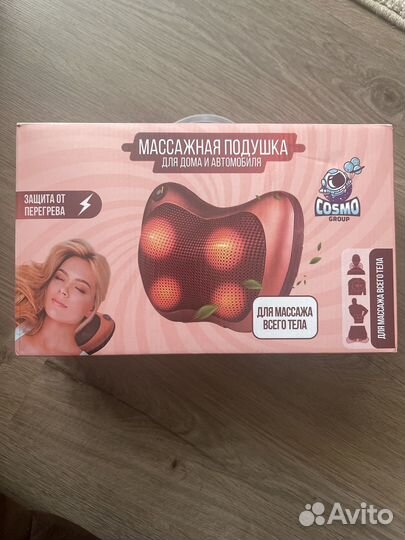 МАССАЖНАЯ ПОДУШКА
ДЛЯ ДОМА И АВТОМОБИЛЯ
ЗАЩИТА ОТ
ПЕРЕГРЕВА
COSMO
GROUP
ДЛЯ МАССАЖА
ВСЕГО ТЕЛА
ДЛЯ МАССАЖА ВСЕГО ТЕЛА
Avito